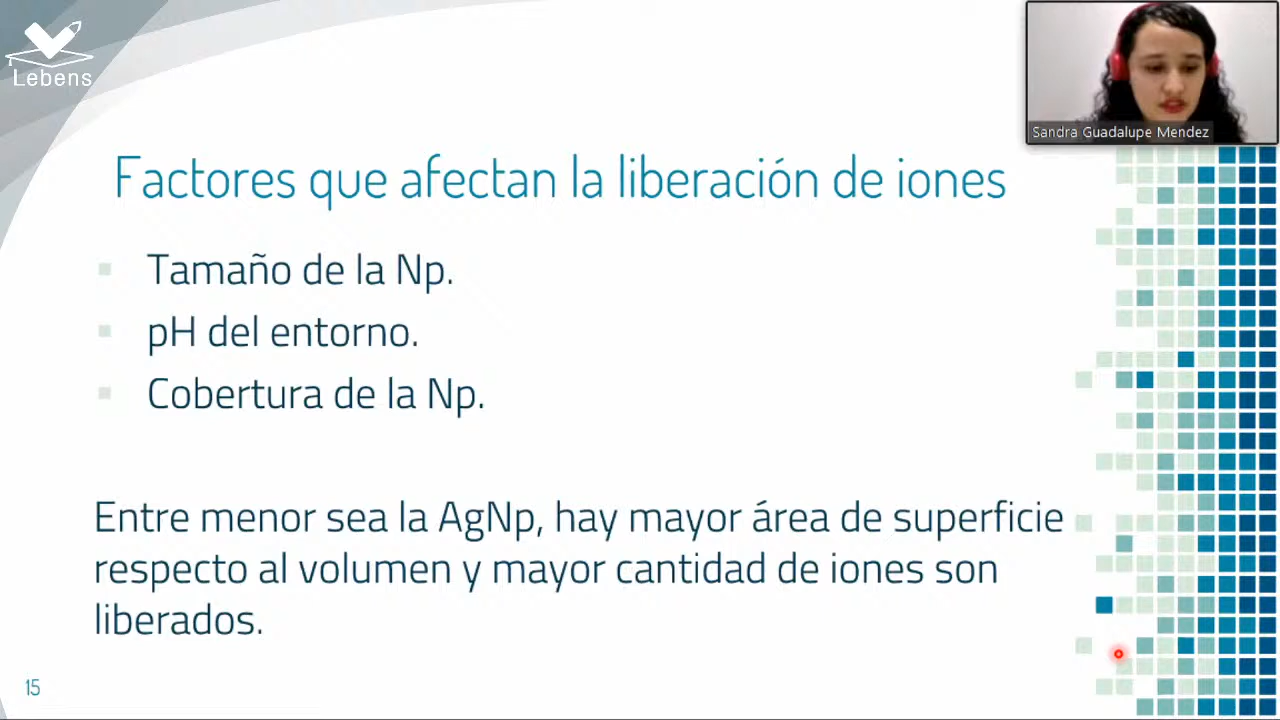 Lebens
Sandra Guadalupe Mendez
Factores que afectan la liberación de iones
Tamaño de la Np.
pH del entorno.
Cobertura de la Np.
Entre menor sea la AgNp, hay mayor área de superficie
respecto al volumen y mayor cantidad de iones son
liberados.
15